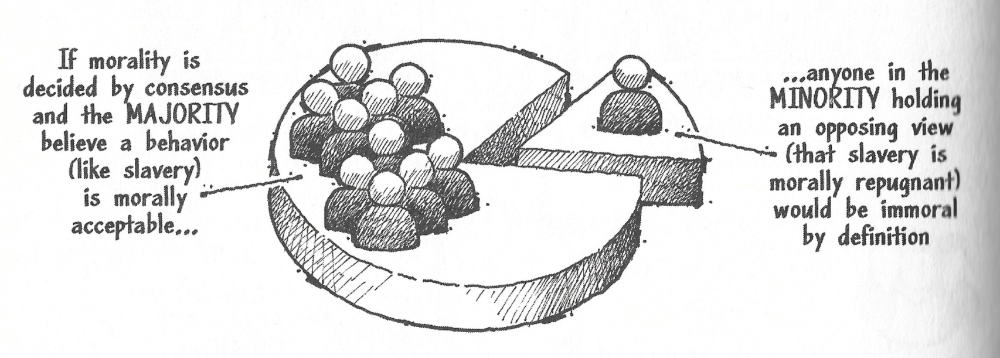 If morality is
decided by consensus
and the MAJORITY
believe a behavior
(like slavery)
is morally
acceptable...
...anyone in the
MINORITY holding
an opposing view
(that slavery is
morally repugnant)
would be immoral
by definition